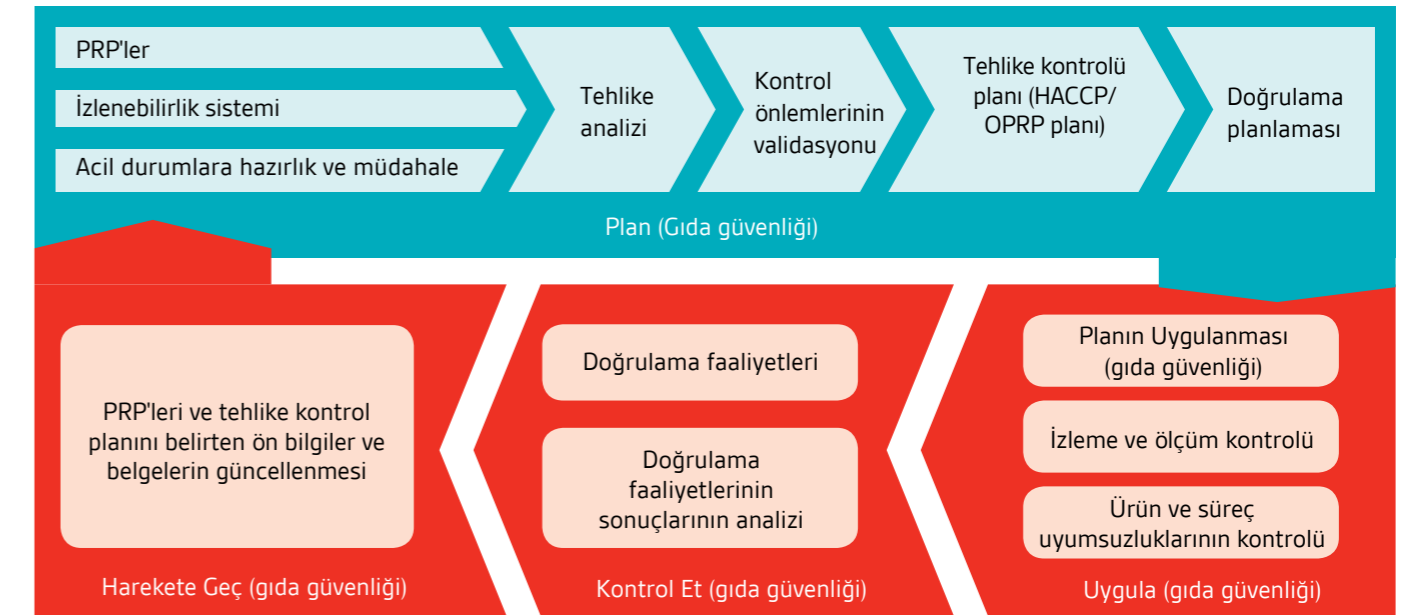 PRP'ler
İzlenebilirlik sistemi
Acil durumlara hazırlık ve müdahale
Tehlike
analizi
Kontrol
önlemlerinin
validasyonu
Tehlike kontrolü
planı (HACCP/
OPRP planı)
Doğrulama
planlaması
Plan (Gıda güvenliği)
Planın Uygulanması
(gıda güvenliği)
İzleme ve ölçüm kontrolü
Ürün ve süreç
uyumsuzluklarının kontrolü
Uygula (gıda güvenliği)
Doğrulama faaliyetleri
Doğrulama
faaliyetlerinin
sonuçlarının analizi
Kontrol Et (gıda güvenliği)
PRP'leri ve tehlike kontrol
planını belirten ön bilgiler ve
belgelerin güncellenmesi
Harekete Geç (gıda güvenliği)